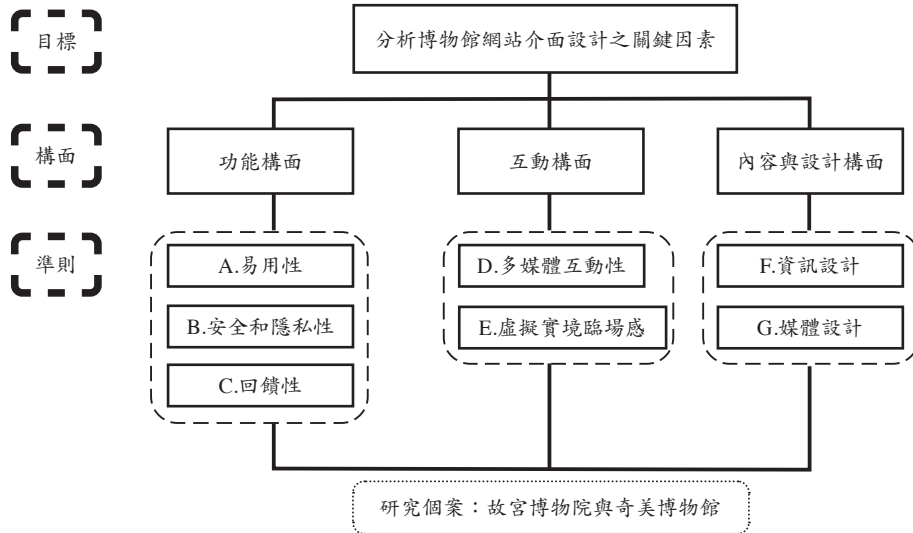 目標
分析博物館網站介面設計之關鍵因素
構面
功能構面
互動構面
內容與設計構面
準則
A.易用性
B.安全和隱私性
C.回饋性
D.多媒體互動性
E.虛擬實境臨場感
F.資訊設計
G.媒體設計
研究個案：故宮博物院與奇美博物館